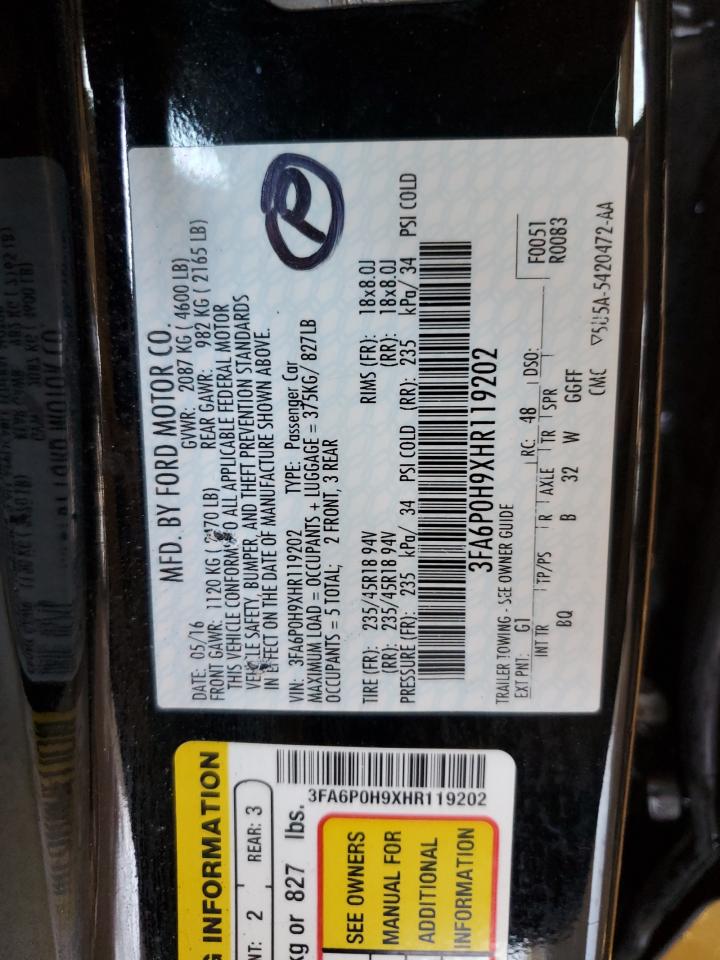 MFD. BY FORD MOTOR CO.
DATE: 05/16 GVWR: 2087 KG ( 4600 LB)
FRONT GAWR: 1120 KG ( 2470 LB) REAR GAWR: 982 KG ( 2165 LB)
THIS VEHICLE CONFORMS TO ALL APPLICABLE FEDERAL MOTOR
VEHICLE SAFETY, BUMPER, AND THEFT PREVENTION STANDARDS
IN EFFECT ON THE DATE OF MANUFACTURE SHOWN ABOVE.
VIN: 3FA6P0H9XHR119202 TYPE: Passenger Car
MAXIMUM LOAD = OCCUPANTS + LUGGAGE = 375KG/ 827LB
OCCUPANTS = 5 TOTAL; 2 FRONT, 3 REAR
TIRE (FR): 235/45R18 94V RIMS (FR): 18x8.0J
(RR): 235/45R18 94V (RR): 18x8.0J
PRESSURE (FR): 235 kPa/ 34 PSI COLD (RR): 235 kPa/ 34 PSI COLD
3FA6P0H9XHR119202
TRAILER TOWING - SEE OWNER GUIDE
F0051
R0083
EXT PNT: G1 RC: 48 DSO:
INT TR TP/PS R AXLE TR SPR
BQ B 32 W GGFF
CMC 5U5A-5420472-AA
P
G INFORMATION
NT: 2 REAR: 3
kg or 827 lbs.
3FA6P0H9XHR119202
SEE OWNERS
MANUAL FOR
ADDITIONAL
INFORMATION